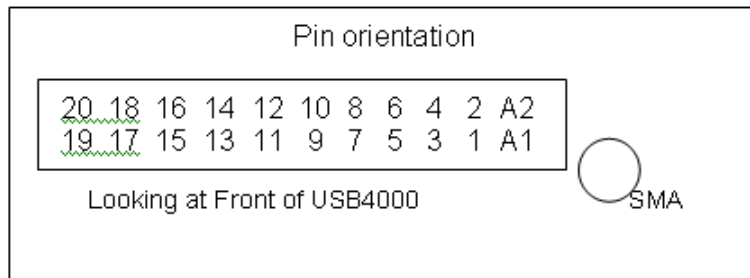 Pin orientation
20 18 16 14 12 10 8 6 4 2 A2
19 17 15 13 11 9 7 5 3 1 A1
Looking at Front of USB4000
SMA